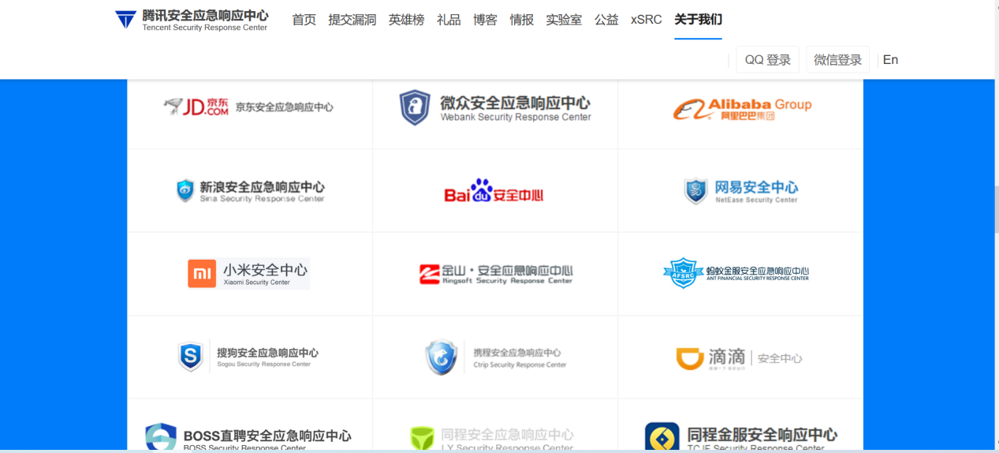 腾讯安全应急响应中心
Tencent Security Response Center
首页 提交漏洞 英雄榜 礼品 博客 情报 实验室 公益 xSRC 关于我们
QQ 登录 微信登录 En
JD.COM 京东 京东安全应急响应中心
微众安全应急响应中心
Webank Security Response Center
Alibaba Group
阿里巴巴集团
新浪安全应急响应中心
Sina Security Response Center
Bai du 安全中心
网易安全中心
NetEase Security Center
小米安全中心
Xiaomi Security Center
金山·安全应急响应中心
Kingsoft Security Response Center
AFSRC
蚂蚁金服安全应急响应中心
ANT FINANCIAL SECURITY RESPONSE CENTER
搜狗安全应急响应中心
Sogou Security Response Center
携程安全应急响应中心
Ctrip Security Response Center
滴滴 安全中心
BOSS直聘安全应急响应中心
BOSS Security Response Center
同程安全应急响应中心
LY Security Response Center
同程金服安全响应中心
TCJF Security Response Center